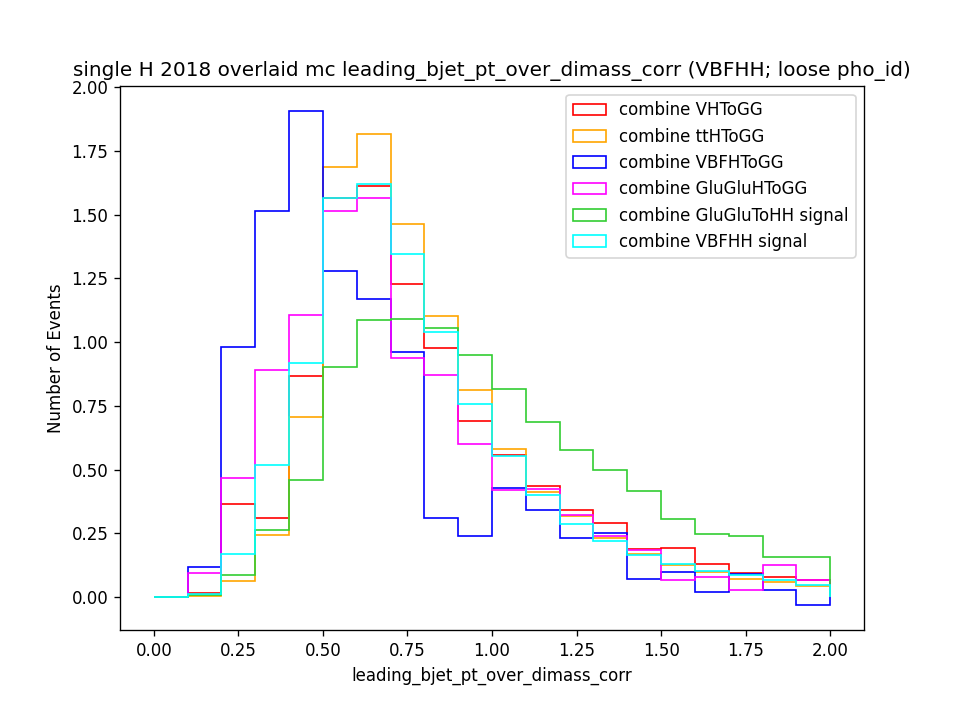 single H 2018 overlaid mc leading_bjet_pt_over_dimass_corr (VBFHH; loose pho_id)
2.00
1.75
1.50
1.25
1.00
0.75
0.50
0.25
0.00
Number of Events
combine VHToGG
combine ttHToGG
combine VBFHToGG
combine GluGluHToGG
combine GluGluToHH signal
combine VBFHH signal
0.00 0.25 0.50 0.75 1.00 1.25 1.50 1.75 2.00
leading_bjet_pt_over_dimass_corr